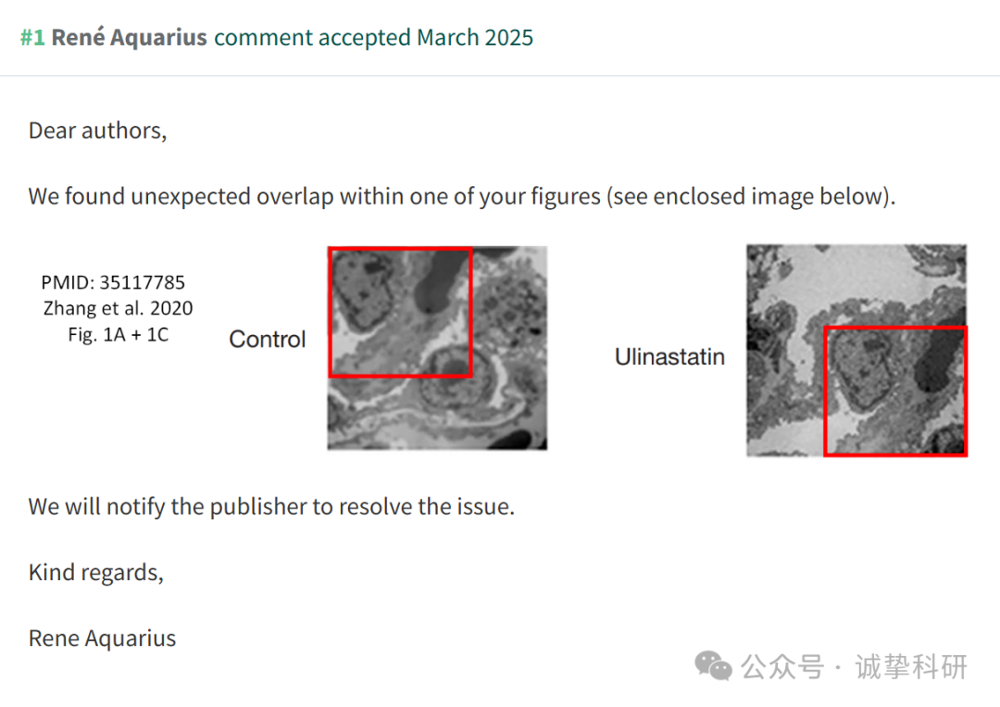 #1 René Aquarius comment accepted March 2025
Dear authors,
We found unexpected overlap within one of your figures (see enclosed image below).
PMID: 35117785
Zhang et al. 2020
Fig. 1A + 1C
Control
Ulinastatin
We will notify the publisher to resolve the issue.
Kind regards,
Rene Aquarius
公众号 · 诚挚科研